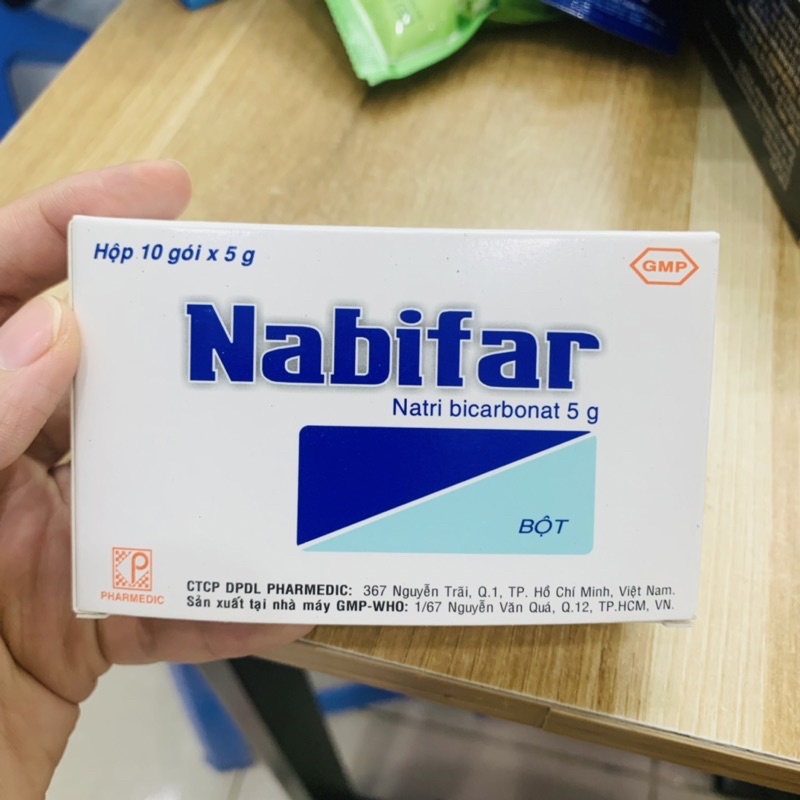 Hộp 10 gói x 5 g
GMP
Nabifar
Natri bicarbonat 5 g
BỘT
PHARMEDIC
CTCP DPDL PHARMEDIC: 367 Nguyễn Trãi, Q.1, TP. Hồ Chí Minh, Việt Nam.
Sản xuất tại nhà máy GMP-WHO: 1/67 Nguyễn Văn Quá, Q.12, TP.HCM, VN.